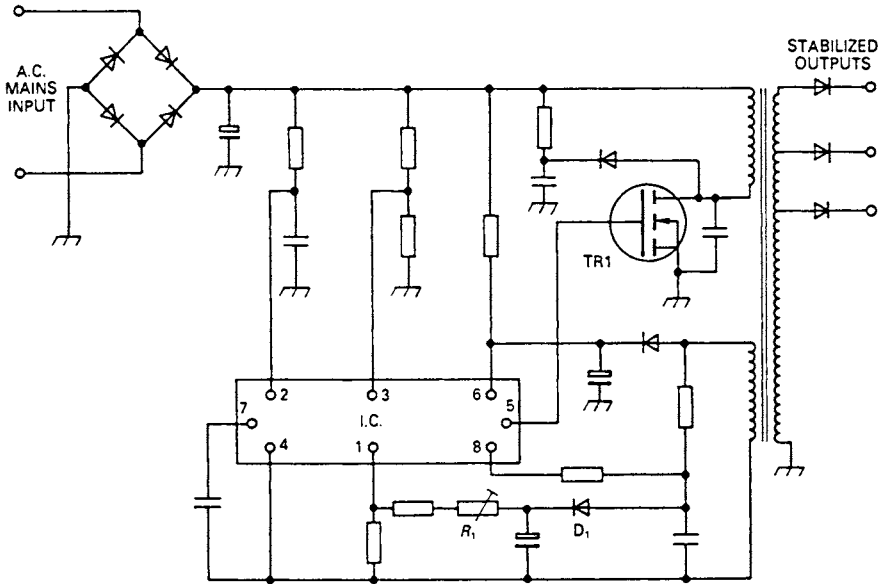 A.C.
MAINS
INPUT
STABILIZED
OUTPUTS
TR1
2
3
6
7
I.C.
5
4
1
8
R₁
D₁